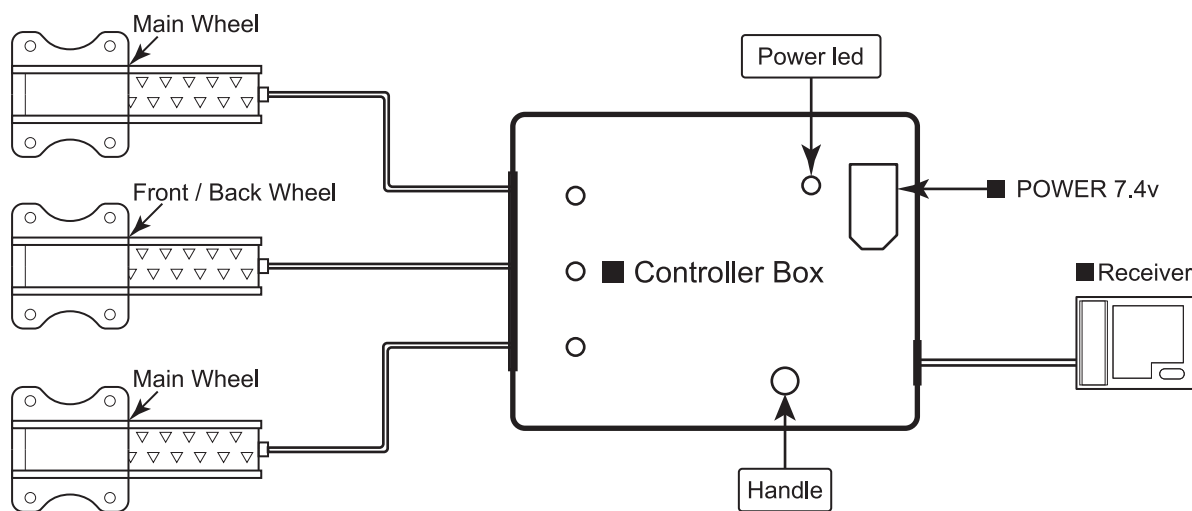 Main Wheel
Power led
Front / Back Wheel
■ POWER 7.4v
■ Controller Box
■ Receiver
Main Wheel
Handle